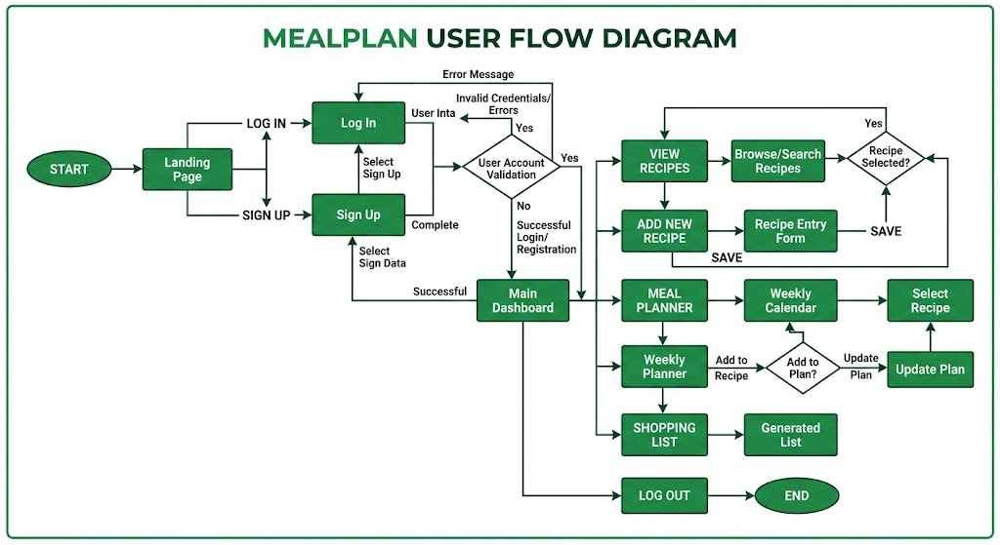 MEALPLAN USER FLOW DIAGRAM
START
Landing
Page
LOG IN
SIGN UP
Log In
Select
Sign Up
Sign Up
Select
Sign Data
Error Message
User Inta
Invalid Credentials/
Errors
Yes
User Account
Validation
Yes
No
Complete
Successful
Login/
Registration
Successful
Main
Dashboard
VIEW
RECIPES
Browse/Search
Recipes
Recipe
Selected?
Yes
ADD NEW
RECIPE
Recipe Entry
Form
SAVE
SAVE
MEAL
PLANNER
Weekly
Calendar
Select
Recipe
Weekly
Planner
Add to
Recipe
Add to
Plan?
Update
Plan
Update Plan
SHOPPING
LIST
Generated
List
LOG OUT
END